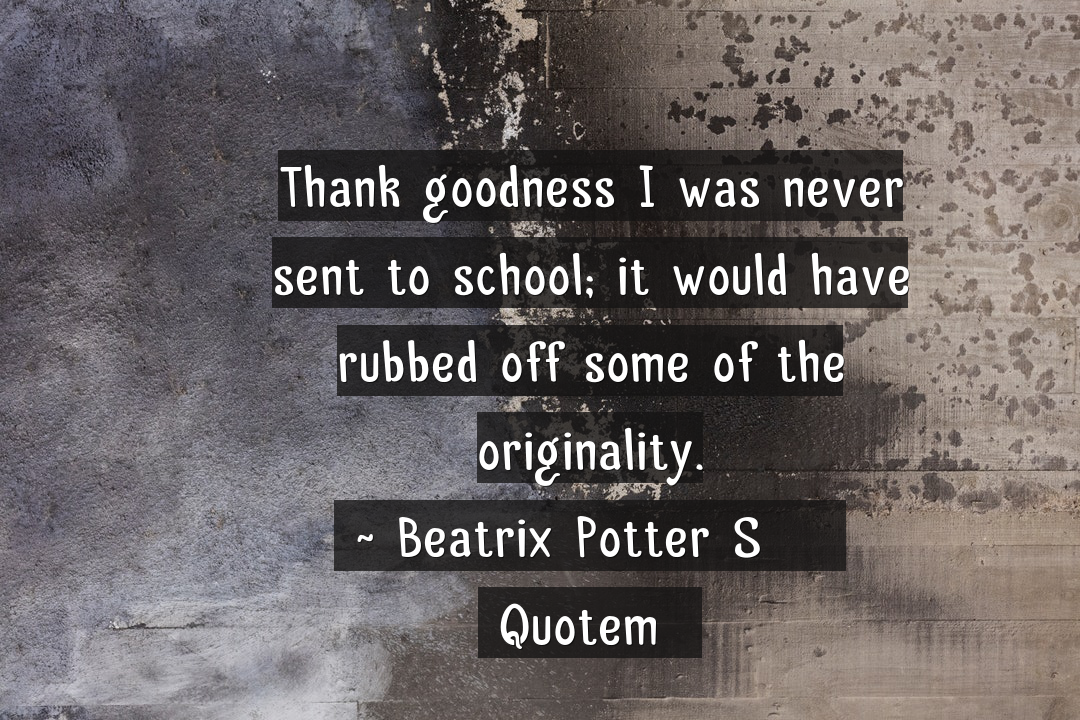 Thank goodness I was never
sent to school; it would have
rubbed off some of the
originality.
~ Beatrix Potter S
Quotem